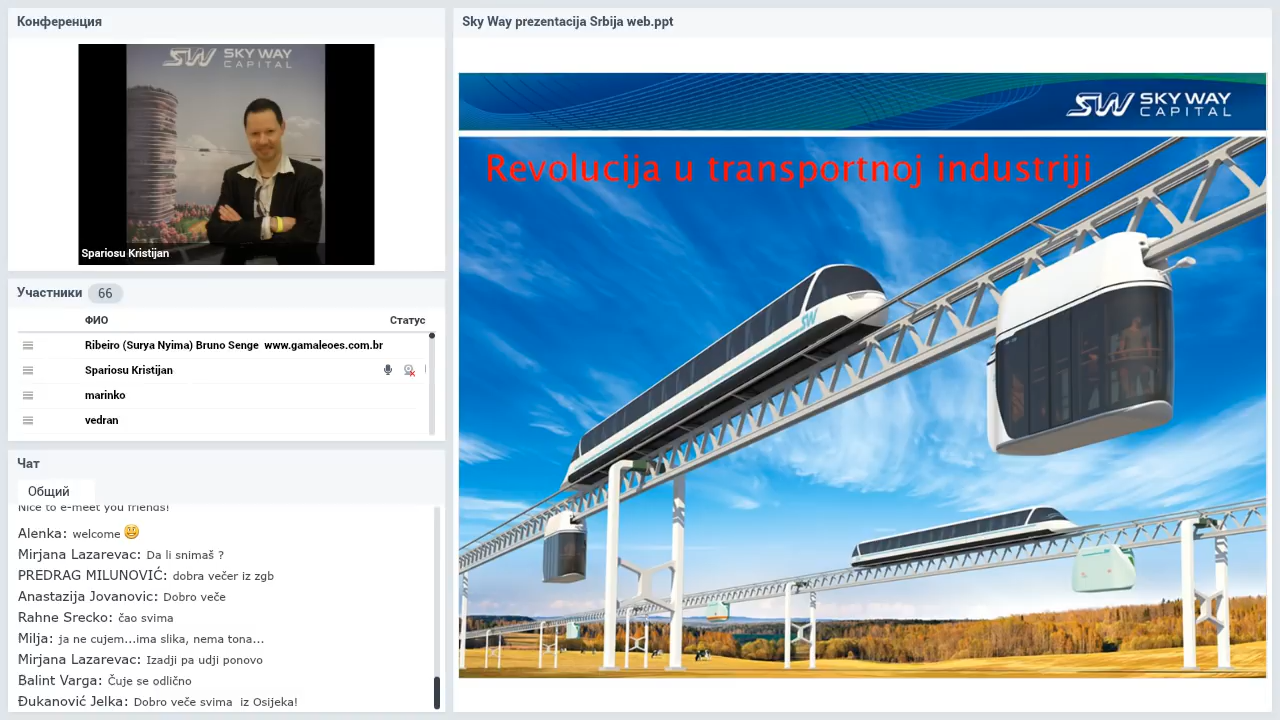 Конференция
SKY WAY
CAPITAL
Spariosu Kristijan
Участники 66
ФИО Статус
Ribeiro (Surya Nyima) Bruno Senge www.gamaleoes.com.br
Spariosu Kristijan
marinko
vedran
Чат
Общий
Nice to e-meet you friends!
Alenka: welcome
Mirjana Lazarevac: Da li snimaš ?
PREDRAG MILUNOVIĆ: dobra večer iz zgb
Anastazija Jovanovic: Dobro veče
Rahne Srecko: čao svima
Milja: ja ne cujem...ima slika, nema tona...
Mirjana Lazarevac: Izadji pa udji ponovo
Balint Varga: Čuje se odlično
Đukanović Jelka: Dobro veče svima iz Osijeka!
Sky Way prezentacija Srbija web.ppt
SW SKY WAY
CAPITAL
Revolucija u transportnoj industriji
SW